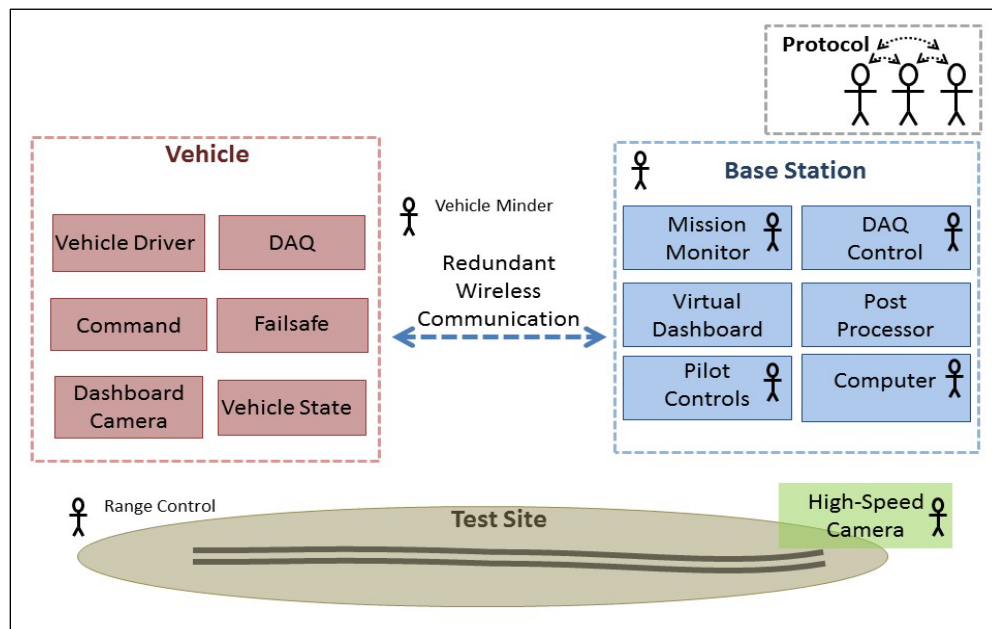 Protocol
Vehicle
Vehicle Driver
DAQ
Command
Failsafe
Dashboard
Camera
Vehicle State
Vehicle Minder
Redundant
Wireless
Communication
Base Station
Mission
Monitor
DAQ
Control
Virtual
Dashboard
Post
Processor
Pilot
Controls
Computer
Range Control
Test Site
High-Speed
Camera